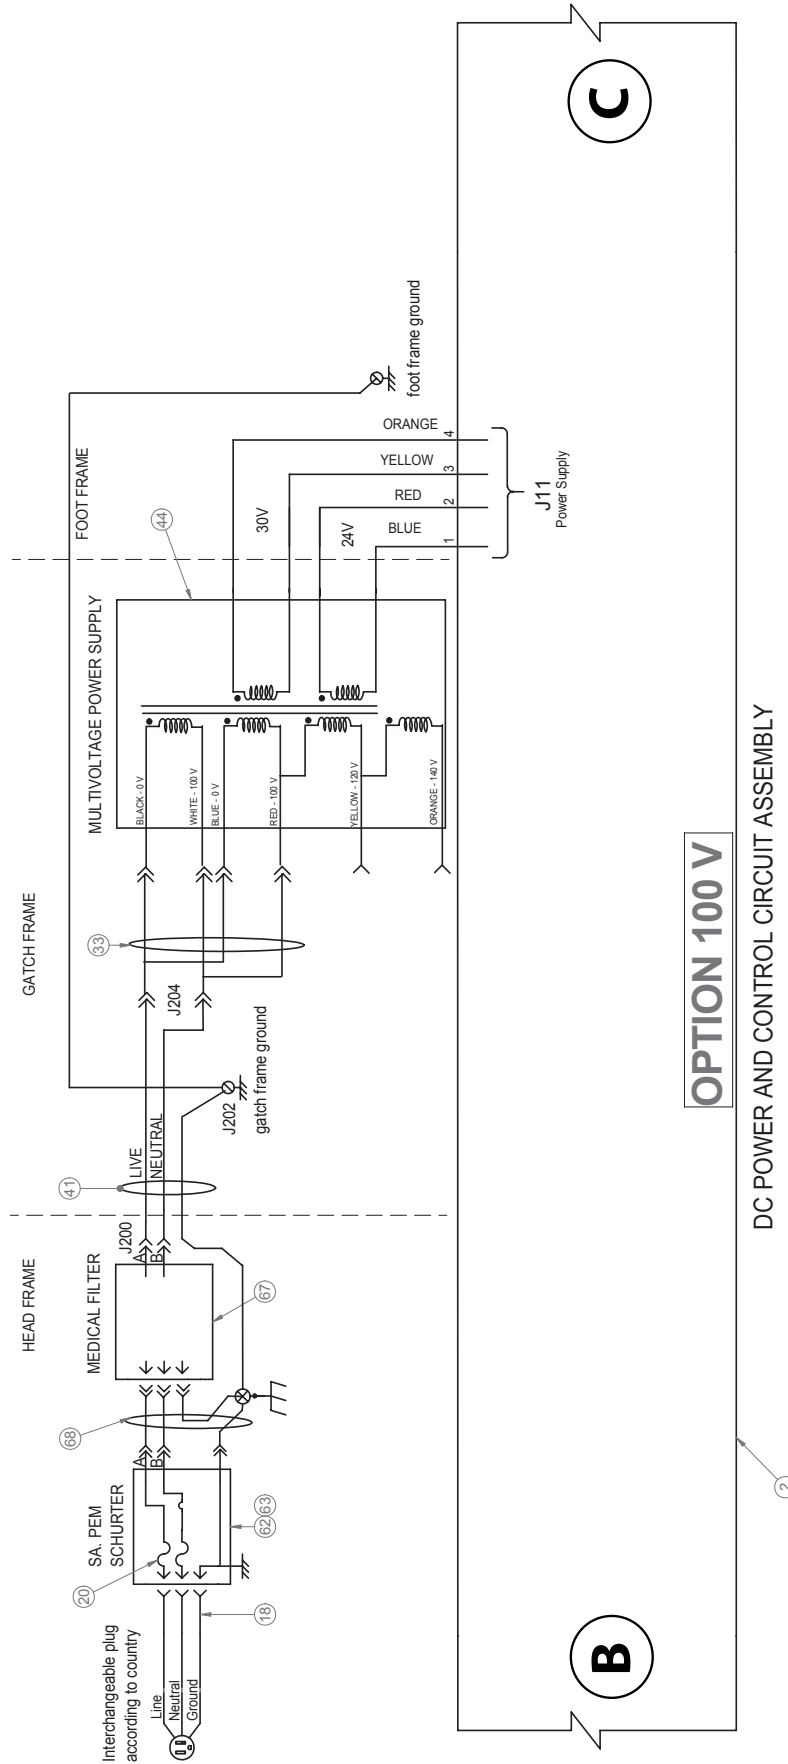 HEAD FRAME
GATCH FRAME
FOOT FRAME
Interchangeable plug
according to country
Line
Neutral
Ground
18
20
SA. PEM
SCHURTER
62
63
A
B
68
MEDICAL FILTER
67
J200
A
B
41
LIVE
NEUTRAL
J202
gatch frame ground
J204
33
MULTIVOLTAGE POWER SUPPLY
44
BLACK - 0 V
WHITE - 100 V
BLUE - 0 V
RED - 100 V
YELLOW - 120 V
ORANGE - 140 V
30V
24V
ORANGE
YELLOW
RED
BLUE
4
3
2
1
J11
Power Supply
foot frame ground
B
C
OPTION 100 V
2
DC POWER AND CONTROL CIRCUIT ASSEMBLY